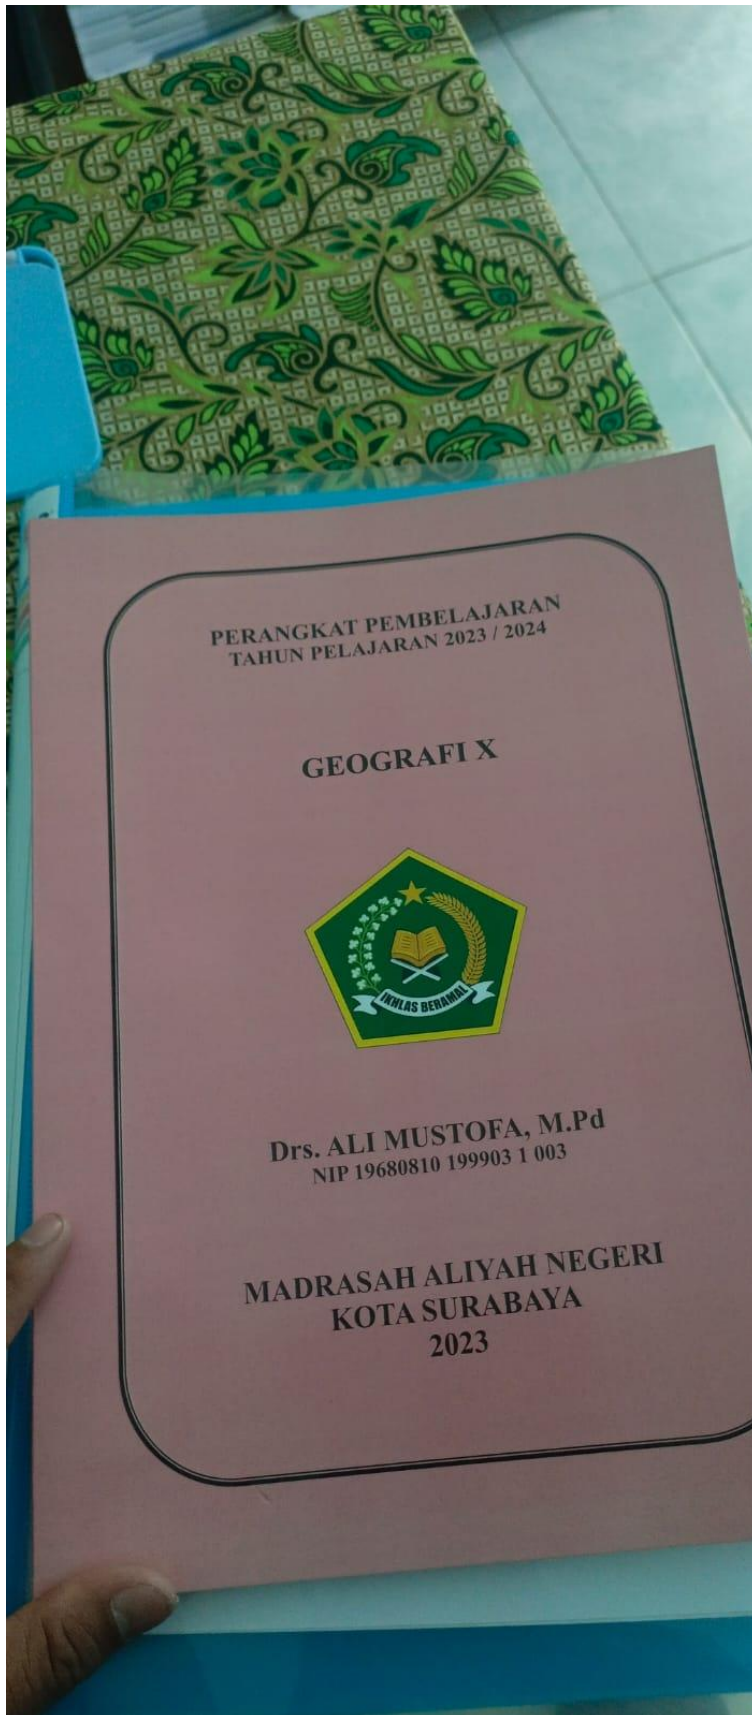 PERANGKAT PEMBELAJARAN
TAHUN PELAJARAN 2023 / 2024
GEOGRAFI X
IKHLAS BERAMAL
Drs. ALI MUSTOFA, M.Pd
NIP 19680810 199903 1 003
MADRASAH ALIYAH NEGERI
KOTA SURABAYA
2023